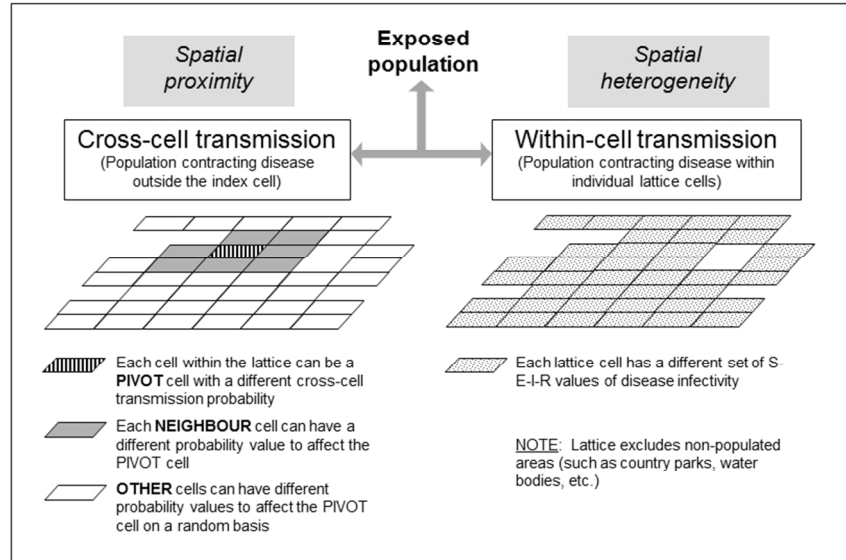 Spatial
proximity
Exposed
population
Spatial
heterogeneity
Cross-cell transmission
(Population contracting disease
outside the index cell)
Within-cell transmission
(Population contracting disease within
individual lattice cells)
Each cell within the lattice can be a
PIVOT cell with a different cross-cell
transmission probability
Each NEIGHBOUR cell can have a
different probability value to affect the
PIVOT cell
OTHER cells can have different
probability values to affect the PIVOT
cell on a random basis
Each lattice cell has a different set of S-
E-I-R values of disease infectivity
NOTE: Lattice excludes non-populated
areas (such as country parks, water
bodies, etc.)